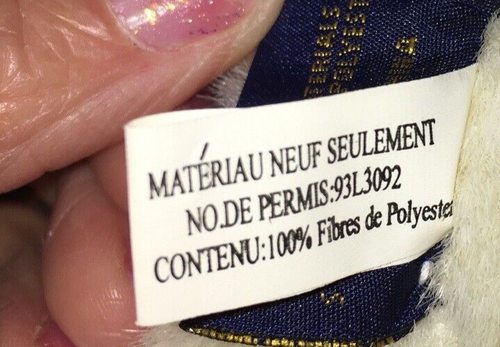 MATÉRIAU NEUF SEULEMENT
NO.DE PERMIS:93L3092
CONTENU:100% Fibres de Polyester